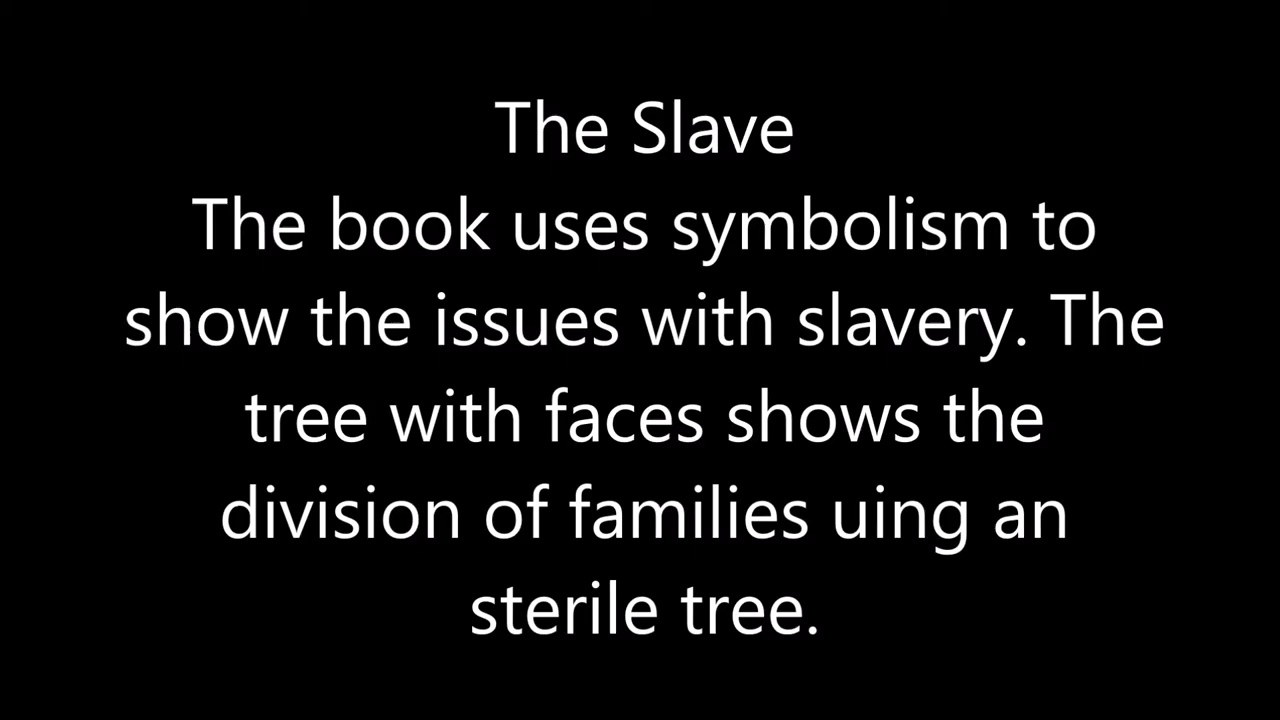 The Slave
The book uses symbolism to
show the issues with slavery. The
tree with faces shows the
division of families uing an
sterile tree.